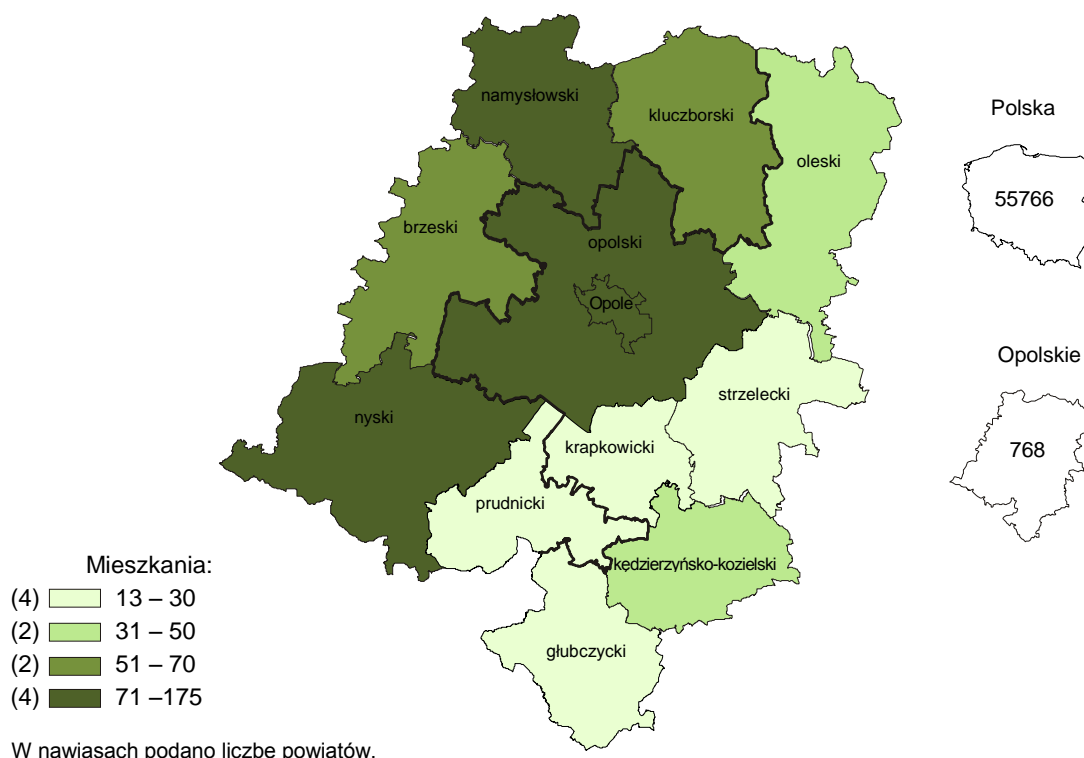 namysłowski
kluczborski
oleski
brzeski
opolski
Opole
nyski
strzelecki
krapkowicki
prudnicki
kędzierzyńsko-kozielski
głubczycki
Polska
55766
Opolskie
768
Mieszkania:
(4) 13 – 30
(2) 31 – 50
(2) 51 – 70
(4) 71 –175
W nawiasach podano liczbę powiatów.